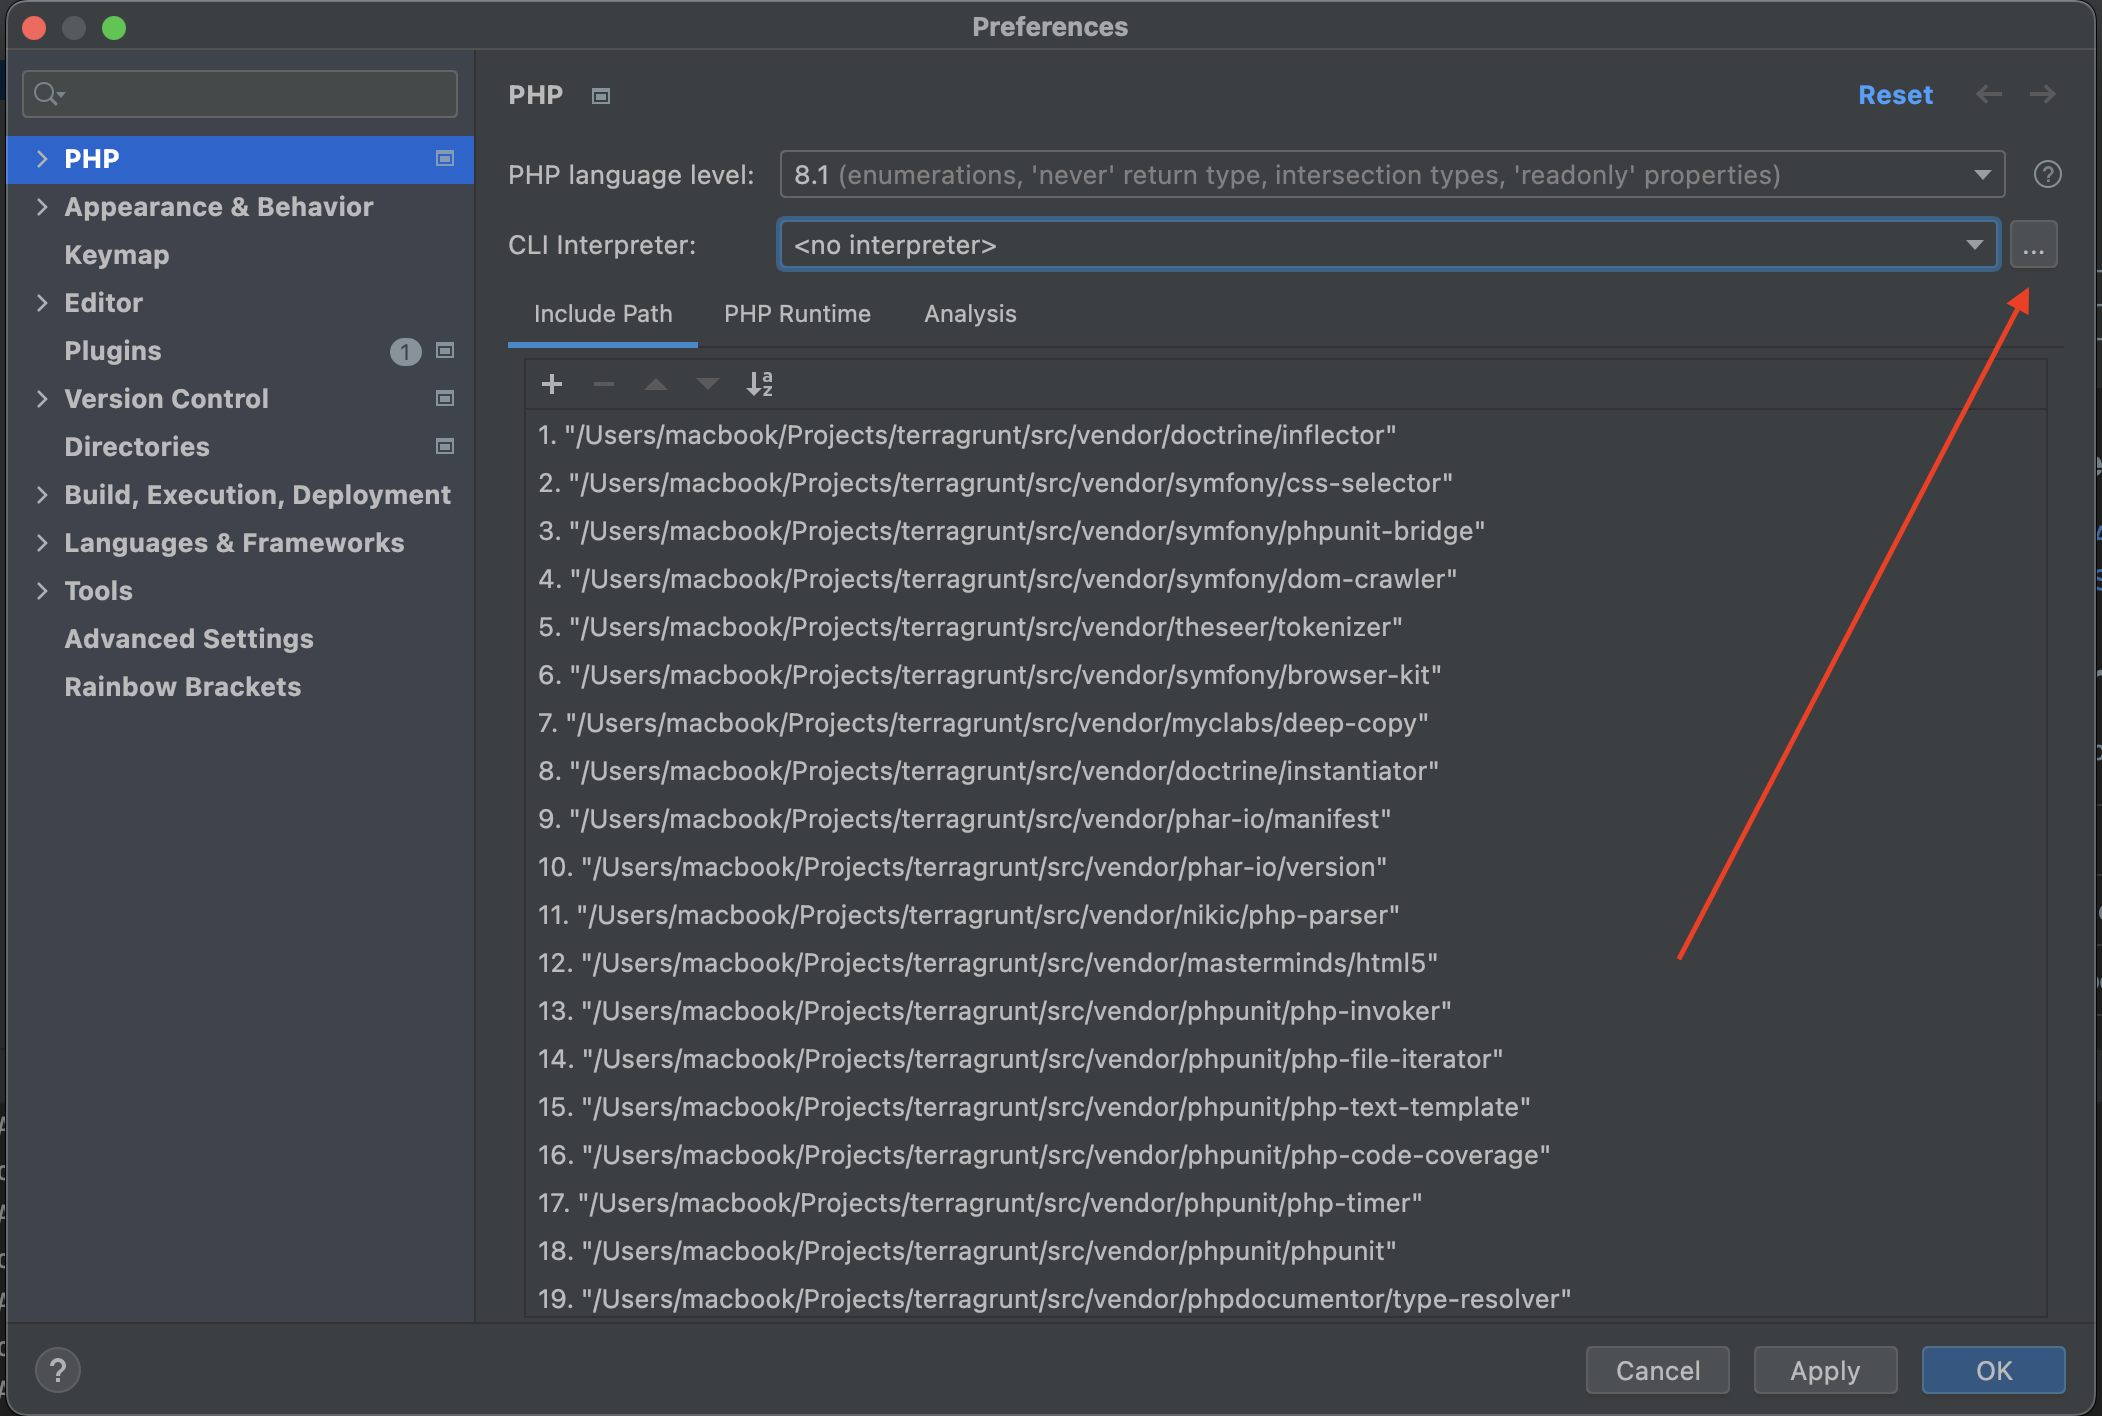 Preferences
PHP
Appearance & Behavior
Keymap
Editor
Plugins 1
Version Control
Directories
Build, Execution, Deployment
Languages & Frameworks
Tools
Advanced Settings
Rainbow Brackets
PHP
Reset
PHP language level: 8.1 (enumerations, 'never' return type, intersection types, 'readonly' properties) ?
CLI Interpreter: <no interpreter> ...
Include Path PHP Runtime Analysis
1. "/Users/macbook/Projects/terragrunt/src/vendor/doctrine/inflector"
2. "/Users/macbook/Projects/terragrunt/src/vendor/symfony/css-selector"
3. "/Users/macbook/Projects/terragrunt/src/vendor/symfony/phpunit-bridge"
4. "/Users/macbook/Projects/terragrunt/src/vendor/symfony/dom-crawler"
5. "/Users/macbook/Projects/terragrunt/src/vendor/theseer/tokenizer"
6. "/Users/macbook/Projects/terragrunt/src/vendor/symfony/browser-kit"
7. "/Users/macbook/Projects/terragrunt/src/vendor/myclabs/deep-copy"
8. "/Users/macbook/Projects/terragrunt/src/vendor/doctrine/instantiator"
9. "/Users/macbook/Projects/terragrunt/src/vendor/phar-io/manifest"
10. "/Users/macbook/Projects/terragrunt/src/vendor/phar-io/version"
11. "/Users/macbook/Projects/terragrunt/src/vendor/nikic/php-parser"
12. "/Users/macbook/Projects/terragrunt/src/vendor/masterminds/html5"
13. "/Users/macbook/Projects/terragrunt/src/vendor/phpunit/php-invoker"
14. "/Users/macbook/Projects/terragrunt/src/vendor/phpunit/php-file-iterator"
15. "/Users/macbook/Projects/terragrunt/src/vendor/phpunit/php-text-template"
16. "/Users/macbook/Projects/terragrunt/src/vendor/phpunit/php-code-coverage"
17. "/Users/macbook/Projects/terragrunt/src/vendor/phpunit/php-timer"
18. "/Users/macbook/Projects/terragrunt/src/vendor/phpunit/phpunit"
19. "/Users/macbook/Projects/terragrunt/src/vendor/phpdocumentor/type-resolver"
? Cancel Apply OK